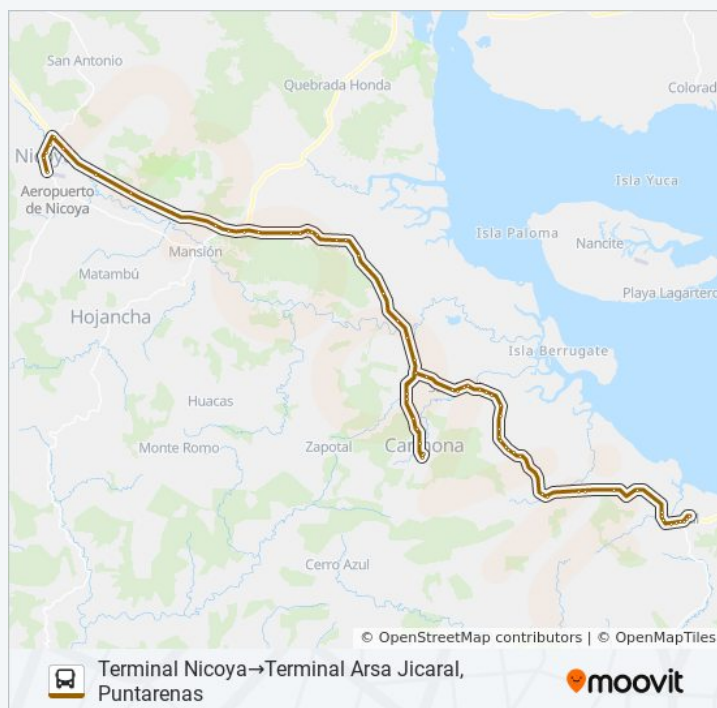 San Antonio
Quebrada Honda
Colorad
Nicoya
Aeropuerto
de Nicoya
Isla Yuca
Isla Paloma
Nancite
Mansión
Matambú
Playa Lagartero
Hojancha
Isla Berrugate
Huacas
Monte Romo
Zapotal
Carmona
Cerro Azul
© OpenStreetMap contributors | © OpenMapTiles
Terminal Nicoya→Terminal Arsa Jicaral,
Puntarenas
moovit